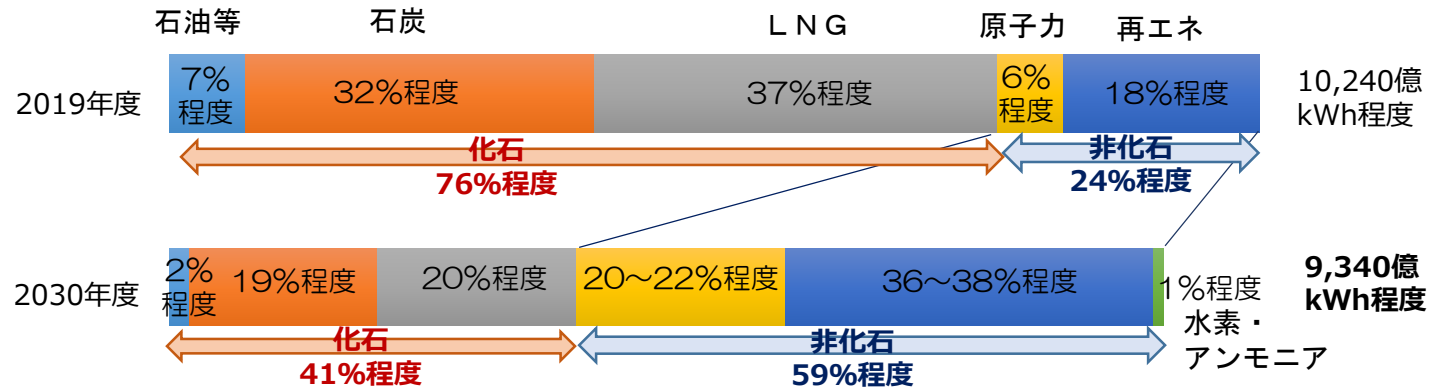 石油等 石炭 ＬＮＧ 原子力 再エネ
2019年度
7%
程度
32%程度
37%程度
6%
程度
18%程度
10,240億
kWh程度
化石
76%程度
非化石
24%程度
2030年度
2%
程度
19%程度
20%程度
20～22%程度
36～38%程度
1%程度
水素・
アンモニア
9,340億
kWh程度
化石
41%程度
非化石
59%程度